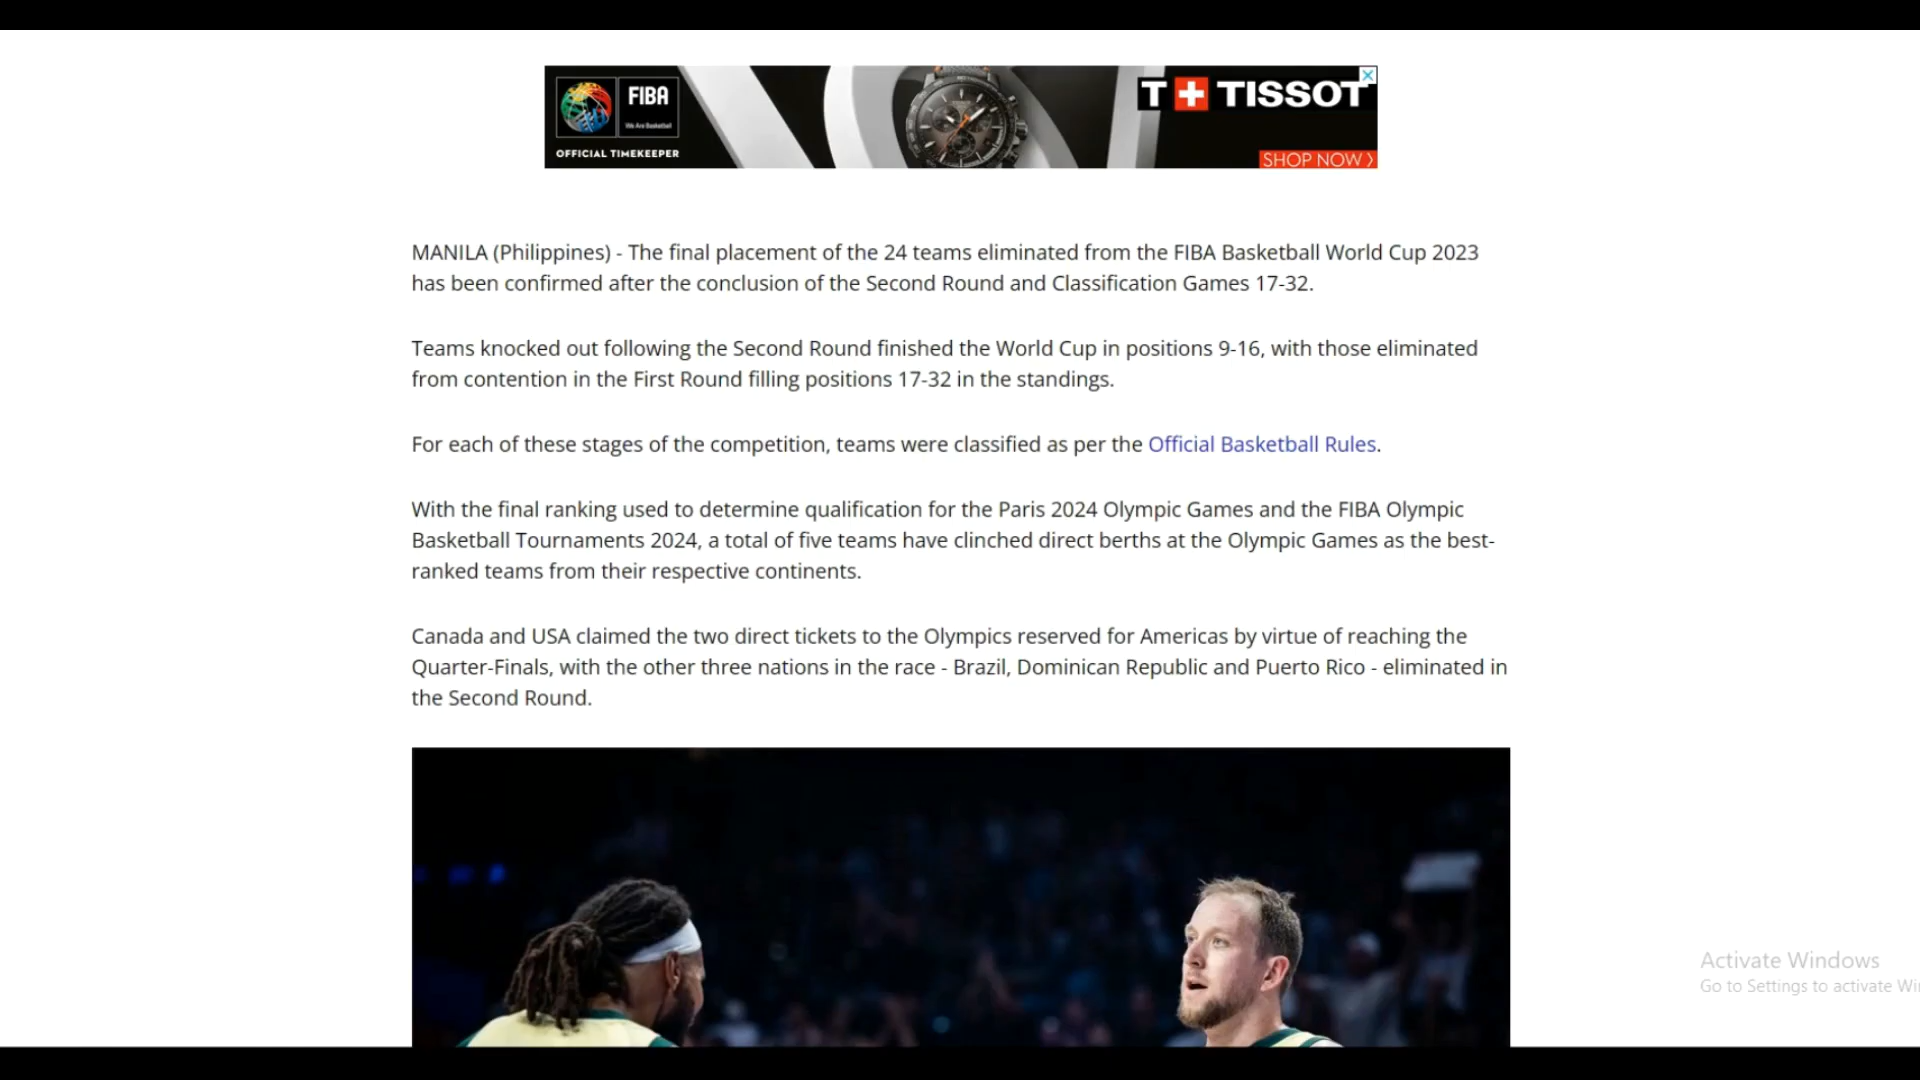 FIBA
We Are Basketball
OFFICIAL TIMEKEEPER
T+ TISSOT
SHOP NOW >
MANILA (Philippines) - The final placement of the 24 teams eliminated from the FIBA Basketball World Cup 2023
has been confirmed after the conclusion of the Second Round and Classification Games 17-32.
Teams knocked out following the Second Round finished the World Cup in positions 9-16, with those eliminated
from contention in the First Round filling positions 17-32 in the standings.
For each of these stages of the competition, teams were classified as per the Official Basketball Rules.
With the final ranking used to determine qualification for the Paris 2024 Olympic Games and the FIBA Olympic
Basketball Tournaments 2024, a total of five teams have clinched direct berths at the Olympic Games as the best-
ranked teams from their respective continents.
Canada and USA claimed the two direct tickets to the Olympics reserved for Americas by virtue of reaching the
Quarter-Finals, with the other three nations in the race - Brazil, Dominican Republic and Puerto Rico - eliminated in
the Second Round.
Activate Windows
Go to Settings to activate Wi